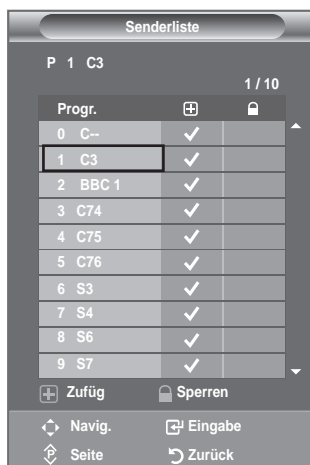 Senderliste
P 1 C3
1 / 10
Progr.
0 C--
1 C3
2 BBC 1
3 C74
4 C75
5 C76
6 S3
7 S4
8 S6
9 S7
Zufüg Sperren
Navig. Eingabe
P Seite Zurück